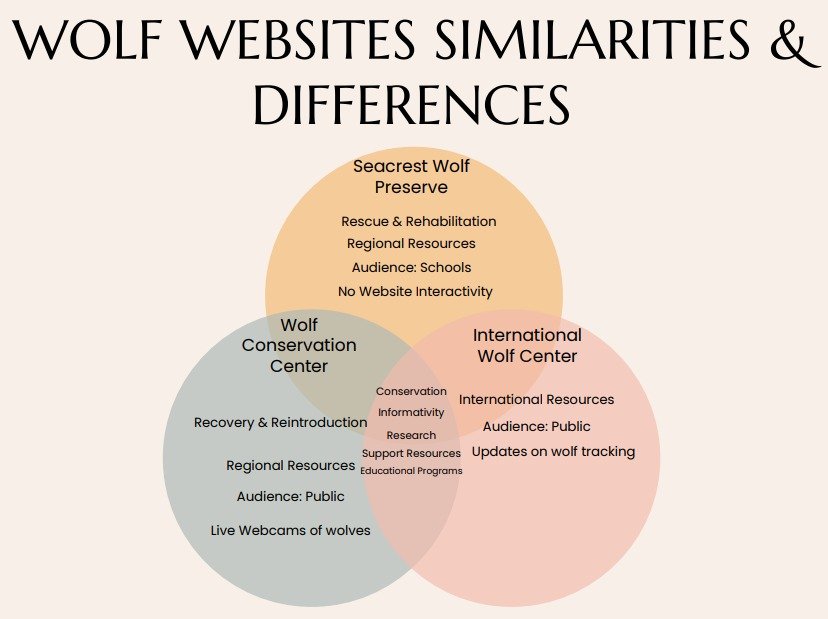 WOLF WEBSITES SIMILARITIES &
DIFFERENCES
Seacrest Wolf
Preserve
Rescue & Rehabilitation
Regional Resources
Audience: Schools
No Website Interactivity
Wolf
Conservation
Center
Recovery & Reintroduction
Regional Resources
Audience: Public
Live Webcams of wolves
International
Wolf Center
International Resources
Audience: Public
Updates on wolf tracking
Conservation
Informativity
Research
Support Resources
Educational Programs